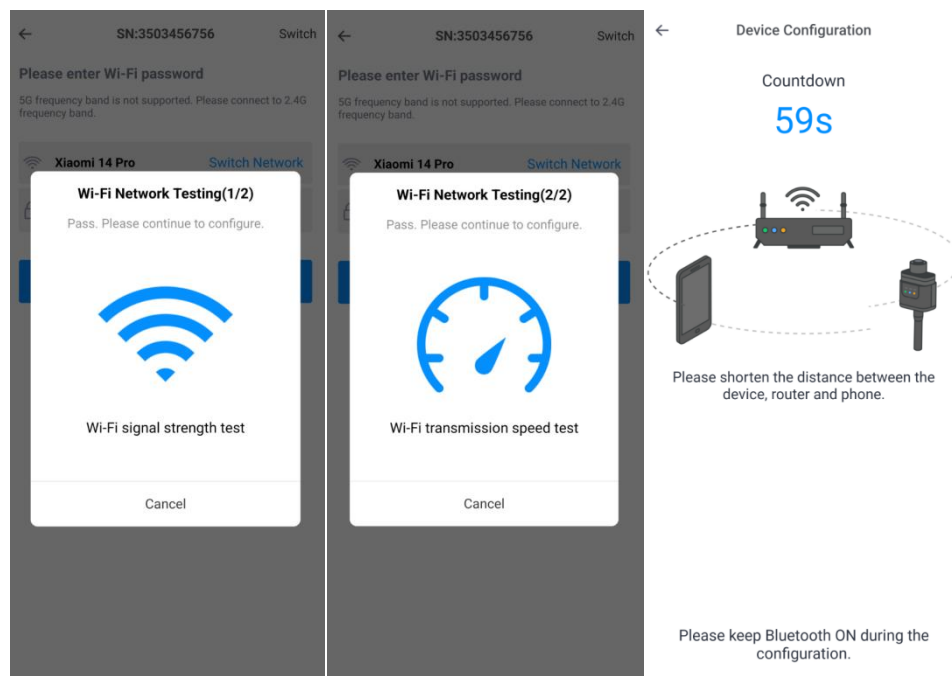 SN:3503456756
Switch
Please enter Wi-Fi password
5G frequency band is not supported. Please connect to 2.4G
frequency band.
Xiaomi 14 Pro
Switch Network
Wi-Fi Network Testing(1/2)
Pass. Please continue to configure.
Wi-Fi signal strength test
Cancel
SN:3503456756
Switch
Please enter Wi-Fi password
5G frequency band is not supported. Please connect to 2.4G
frequency band.
Xiaomi 14 Pro
Switch Network
Wi-Fi Network Testing(2/2)
Pass. Please continue to configure.
Wi-Fi transmission speed test
Cancel
Device Configuration
Countdown
59s
Please shorten the distance between the
device, router and phone.
Please keep Bluetooth ON during the
configuration.